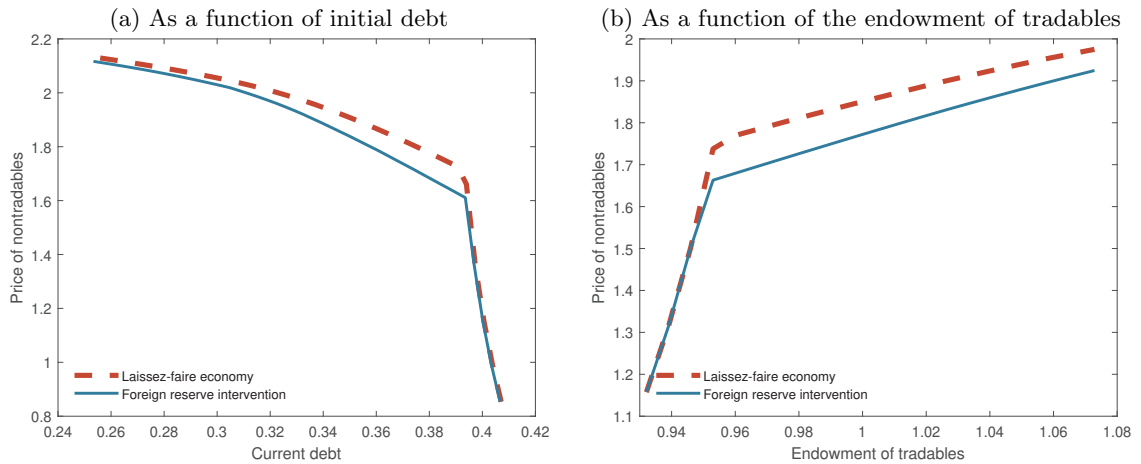 (a) As a function of initial debt
2.2
2
1.8
1.6
1.4
1.2
1
0.8
Price of nontradables
Laissez-faire economy
Foreign reserve intervention
0.24 0.26 0.28 0.3 0.32 0.34 0.36 0.38 0.4 0.42
Current debt
(b) As a function of the endowment of tradables
2
1.9
1.8
1.7
1.6
1.5
1.4
1.3
1.2
1.1
Price of nontradables
Laissez-faire economy
Foreign reserve intervention
0.94 0.96 0.98 1 1.02 1.04 1.06 1.08
Endowment of tradables